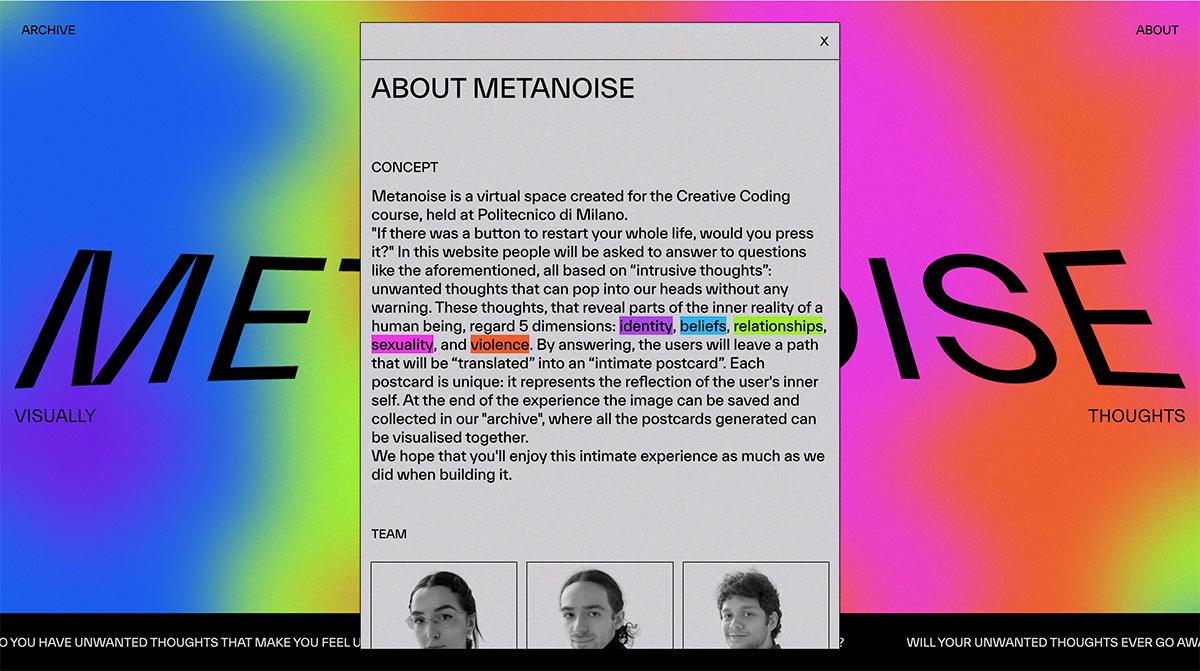 ARCHIVE
ABOUT
X
ABOUT METANOISE
CONCEPT
Metanoise is a virtual space created for the Creative Coding
course, held at Politecnico di Milano.
"If there was a button to restart your whole life, would you press
it?" In this website people will be asked to answer to questions
like the aforementioned, all based on “intrusive thoughts”:
unwanted thoughts that can pop into our heads without any
warning. These thoughts, that reveal parts of the inner reality of a
human being, regard 5 dimensions: identity, beliefs, relationships,
sexuality, and violence. By answering, the users will leave a path
that will be “translated” into an “intimate postcard”. Each
postcard is unique: it represents the reflection of the user's inner
self. At the end of the experience the image can be saved and
collected in our "archive", where all the postcards generated can
be visualised together.
We hope that you'll enjoy this intimate experience as much as we
did when building it.
TEAM
MET OISE
VISUALLY
THOUGHTS
O YOU HAVE UNWANTED THOUGHTS THAT MAKE YOU FEEL U
? WILL YOUR UNWANTED THOUGHTS EVER GO AW